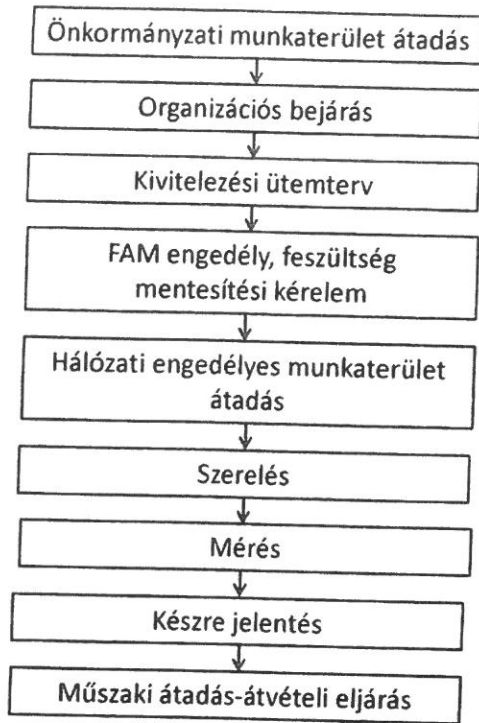 Önkormányzati munkaterület átadás
Organizációs bejárás
Kivitelezési ütemterv
FAM engedély, feszültség
mentesítési kérelem
Hálózati engedélyes munkaterület
átadás
Szerelés
Mérés
Készre jelentés
Műszaki átadás-átvételi eljárás